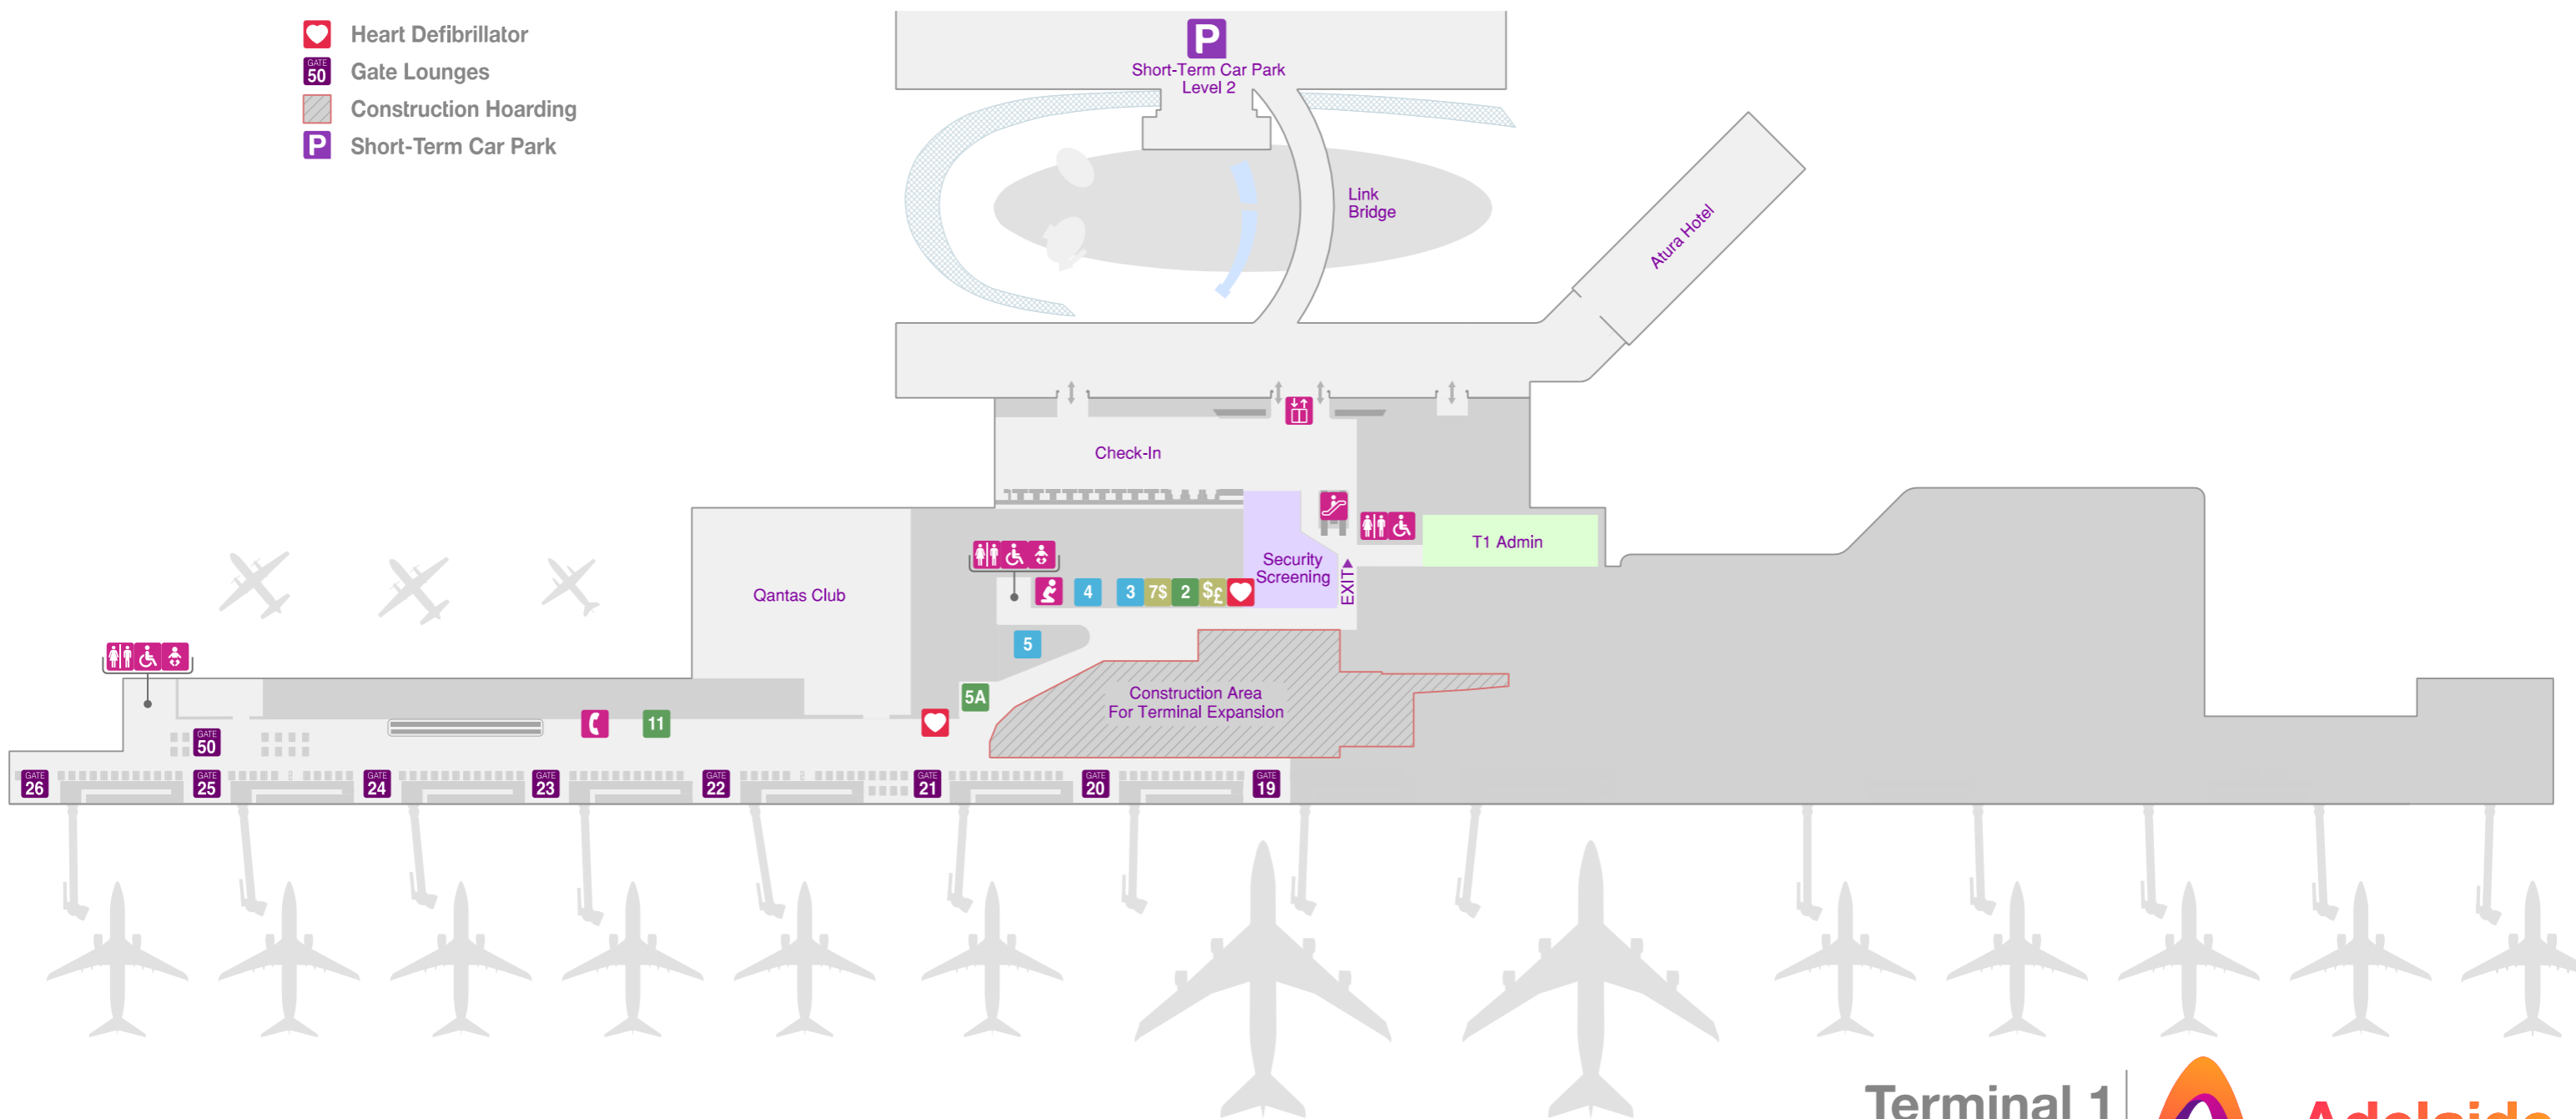 Heart Defibrillator
GATE
50
Gate Lounges
Construction Hoarding
P
Short-Term Car Park
P
Short-Term Car Park
Level 2
Link
Bridge
Atura Hotel
Check-In
T1 Admin
Security
Screening
EXIT
Qantas Club
4
3
7$
2
$£
5
5A
Construction Area
For Terminal Expansion
11
GATE
50
GATE
26
GATE
25
GATE
24
GATE
23
GATE
22
GATE
21
GATE
20
GATE
19
Terminal 1
Adelaide